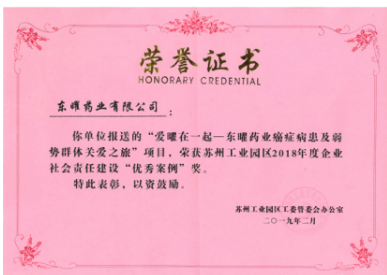 荣誉证书
HONORARY CREDENTIAL
东曜药业有限公司：
你单位报送的“爱曜在一起—东曜药业癌症病患及弱
势群体关爱之旅”项目，荣获苏州工业园区2018年度企业
社会责任建设“优秀案例”奖。
特此表彰，以资鼓励。
苏州工业园区工委管委会办公室
二〇一九年二月